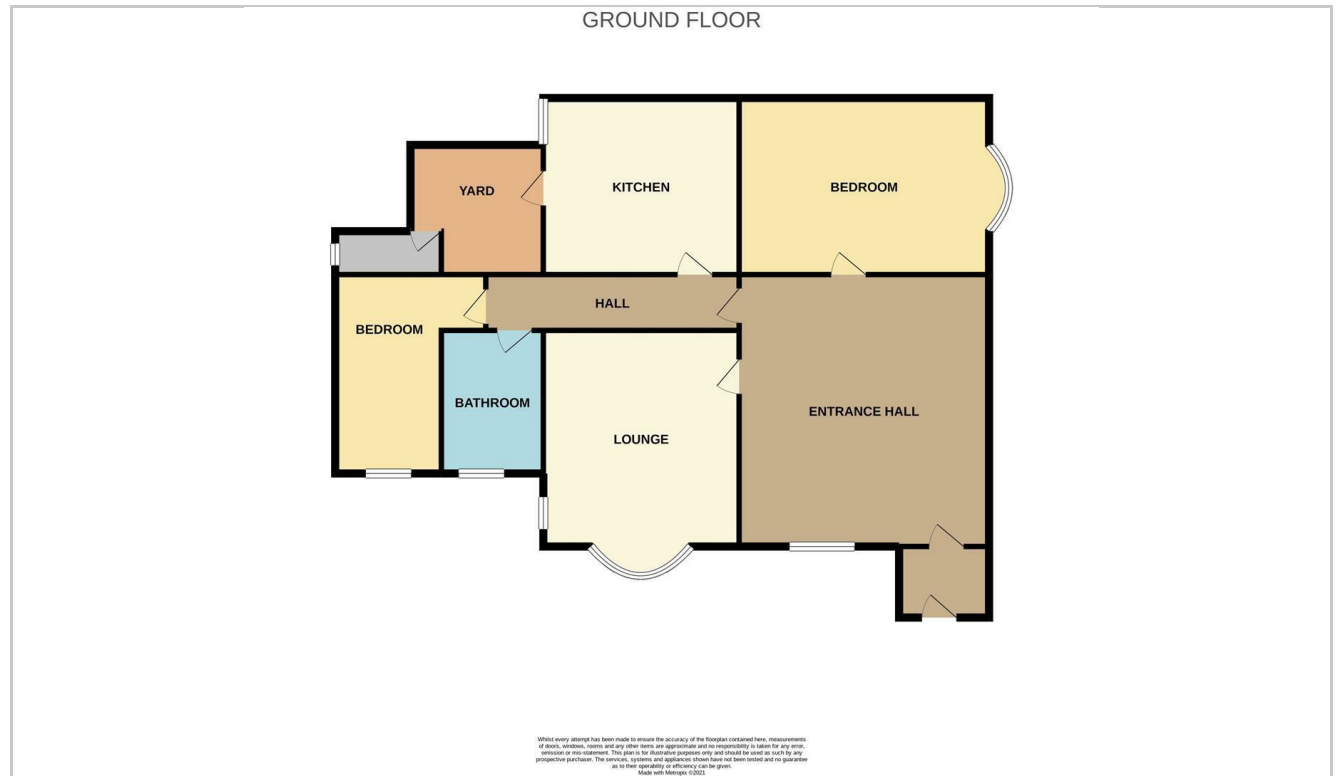 GROUND FLOOR
KITCHEN
BEDROOM
YARD
HALL
BEDROOM
BATHROOM
ENTRANCE HALL
LOUNGE
Whilst every attempt has been made to ensure the accuracy of the floorplan contained here, measurements
of doors, windows, rooms and any other items are approximate and no responsibility is taken for any error,
omission or mis-statement. This plan is for illustrative purposes only and should be used as such by any
prospective purchaser. The services, systems and appliances shown have not been tested and no guarantee
as to their operability or efficiency can be given.
Made with Metropix ©2021